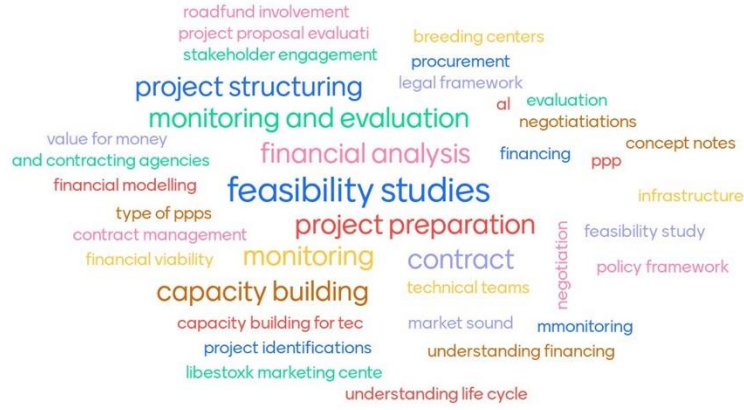 roadfund involvement
project proposal evaluati
breeding centers
stakeholder engagement
procurement
project structuring
legal framework
al
evaluation
monitoring and evaluation
negotiatiations
value for money
concept notes
and contracting agencies
financial analysis
financing
ppp
financial modelling
feasibility studies
infrastructure
type of ppps
project preparation
contract management
feasibility study
negotiation
financial viability
monitoring
contract
policy framework
capacity building
technical teams
capacity building for tec
market sound
mmonitoring
project identifications
understanding financing
libestoxk marketing cente
understanding life cycle